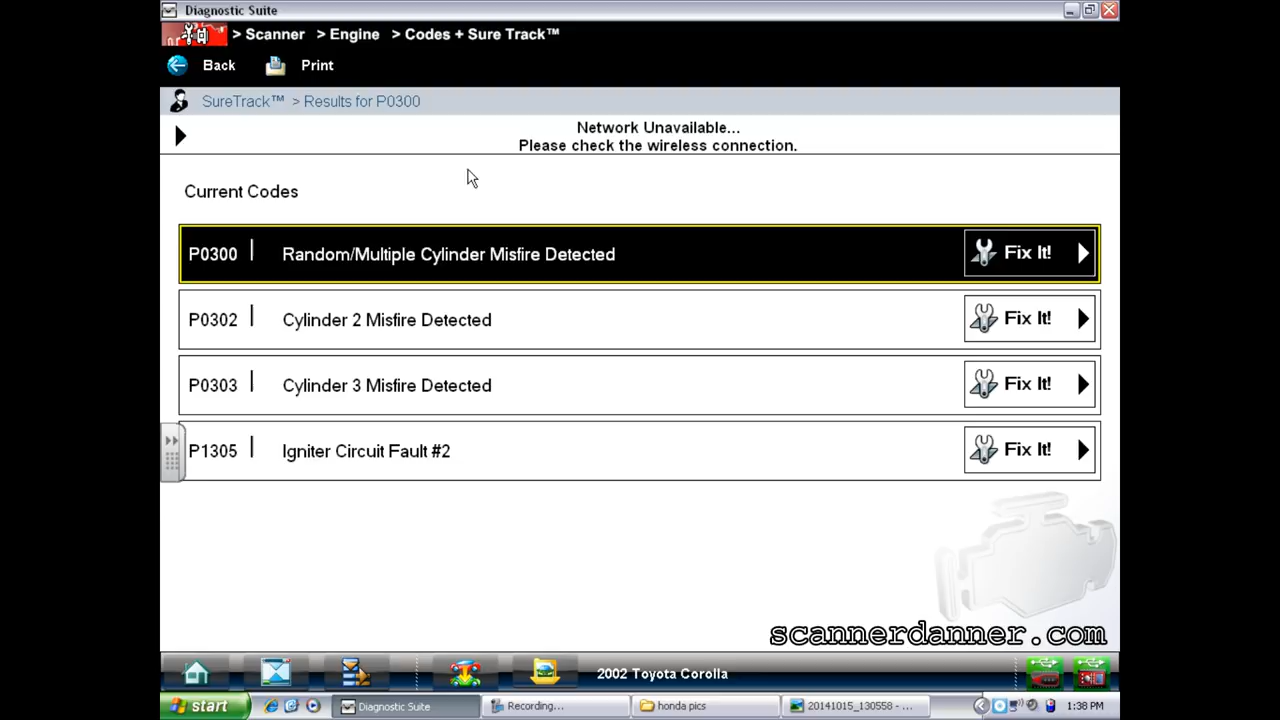 Diagnostic Suite
> Scanner > Engine > Codes + Sure Track™
Back Print
SureTrack™ > Results for P0300
Network Unavailable...
Please check the wireless connection.
Current Codes
P0300 | Random/Multiple Cylinder Misfire Detected Fix It!
P0302 | Cylinder 2 Misfire Detected Fix It!
P0303 | Cylinder 3 Misfire Detected Fix It!
P1305 | Igniter Circuit Fault #2 Fix It!
scannerdanner.com
2002 Toyota Corolla
start Diagnostic Suite Recording... honda pics 20141015_130558 - ... 1:38 PM